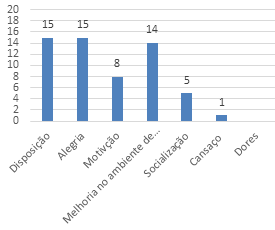 20
18
16
14
12
10
8
6
4
2
0
15
15
8
14
5
1
Disposição
Alegria
Motivção
Melhoria no ambiente de...
Socialização
Cansaço
Dores